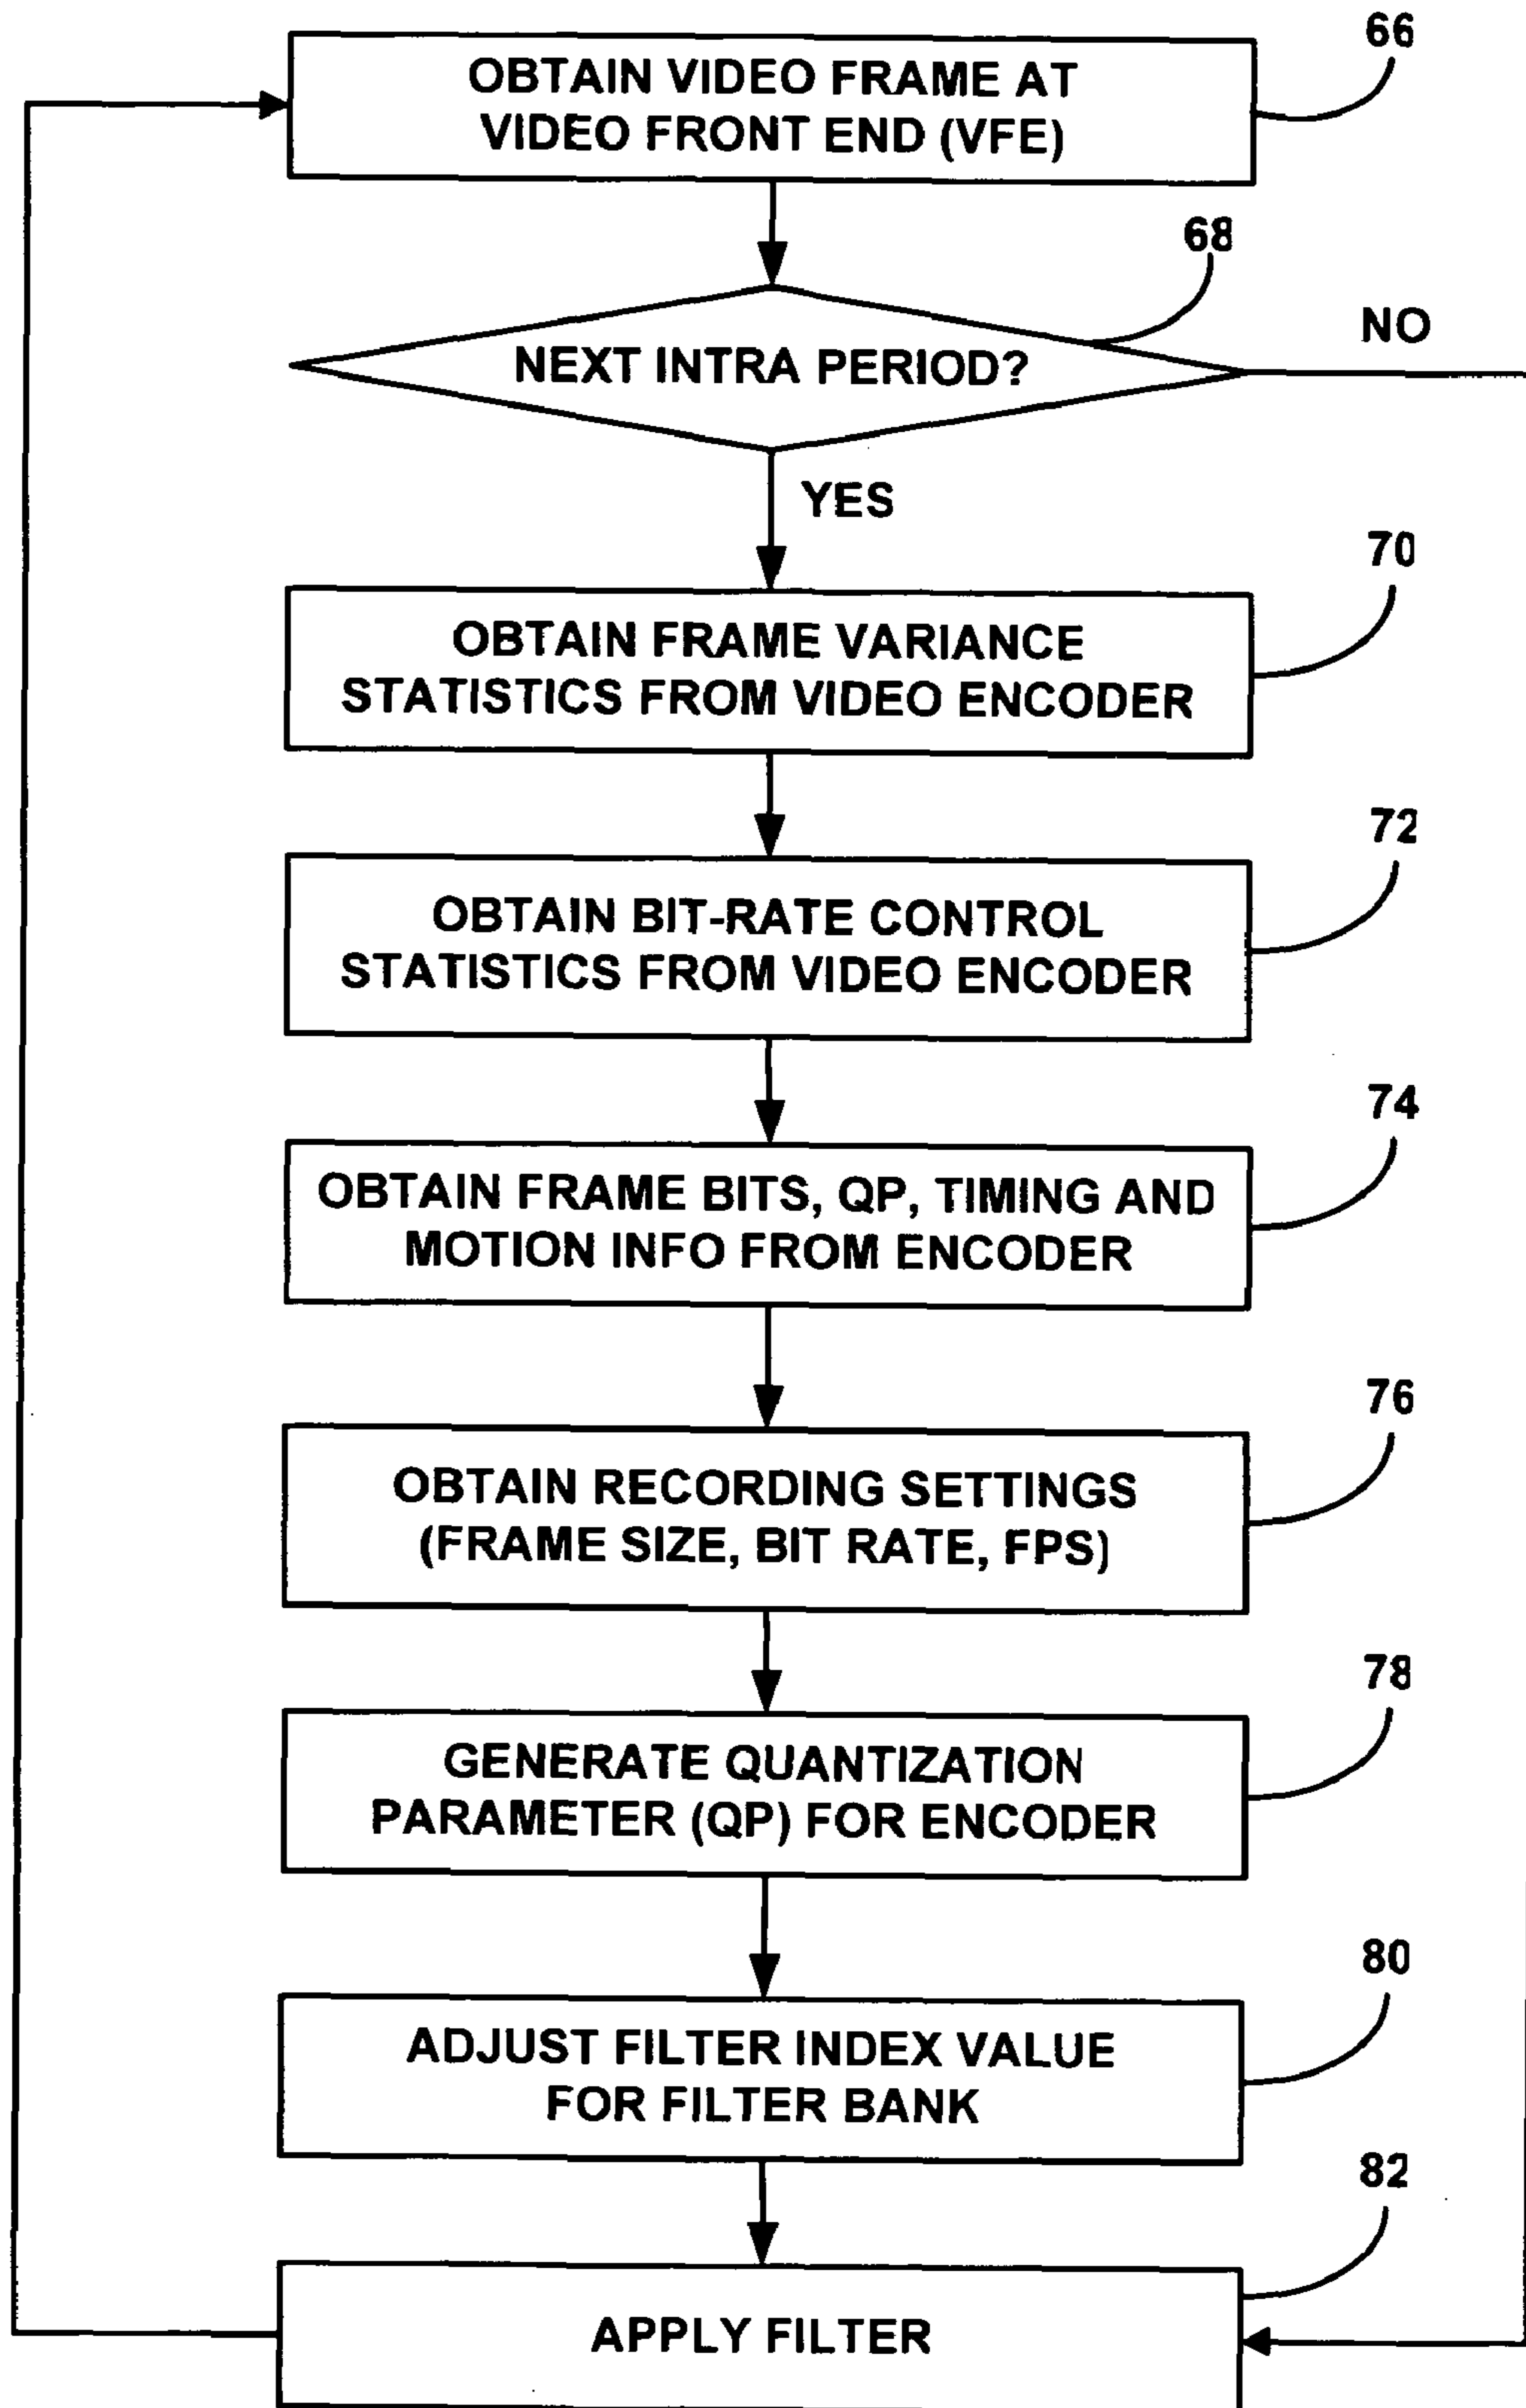 66
OBTAIN VIDEO FRAME AT
VIDEO FRONT END (VFE)
68
NEXT INTRA PERIOD?
NO
YES
70
OBTAIN FRAME VARIANCE
STATISTICS FROM VIDEO ENCODER
72
OBTAIN BIT-RATE CONTROL
STATISTICS FROM VIDEO ENCODER
74
OBTAIN FRAME BITS, QP, TIMING AND
MOTION INFO FROM ENCODER
76
OBTAIN RECORDING SETTINGS
(FRAME SIZE, BIT RATE, FPS)
78
GENERATE QUANTIZATION
PARAMETER (QP) FOR ENCODER
80
ADJUST FILTER INDEX VALUE
FOR FILTER BANK
82
APPLY FILTER